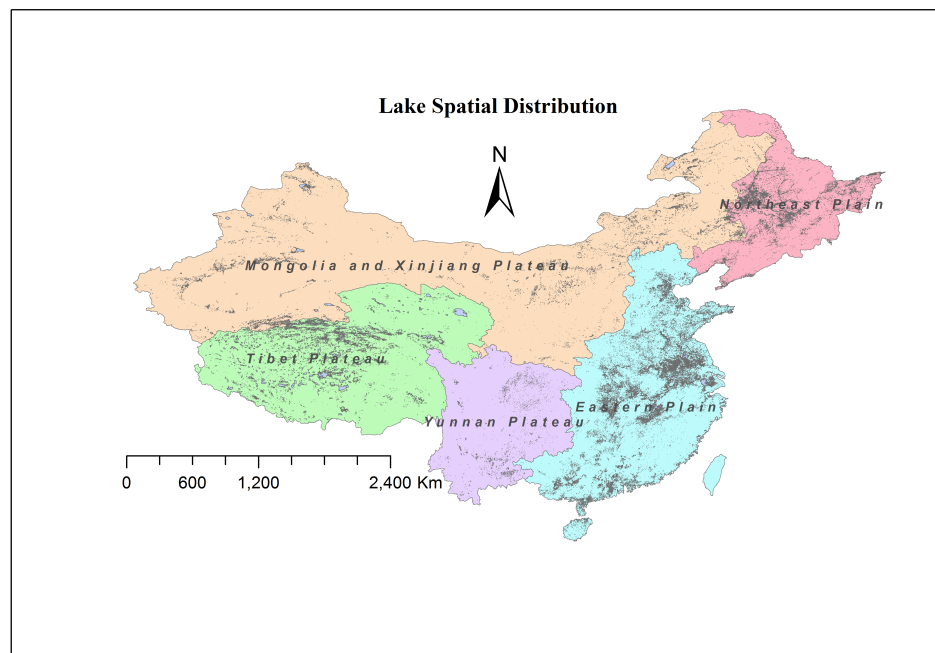 Lake Spatial Distribution
N
Northeast Plain
Mongolia and Xinjiang Plateau
Tibet Plateau
Eastern Plain
Yunnan Plateau
0 600 1,200 2,400 Km